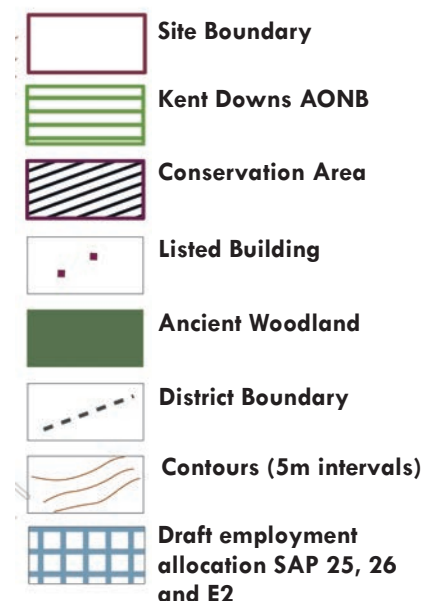 Site Boundary
Kent Downs AONB
Conservation Area
Listed Building
Ancient Woodland
District Boundary
Contours (5m intervals)
Draft employment
allocation SAP 25, 26
and E2